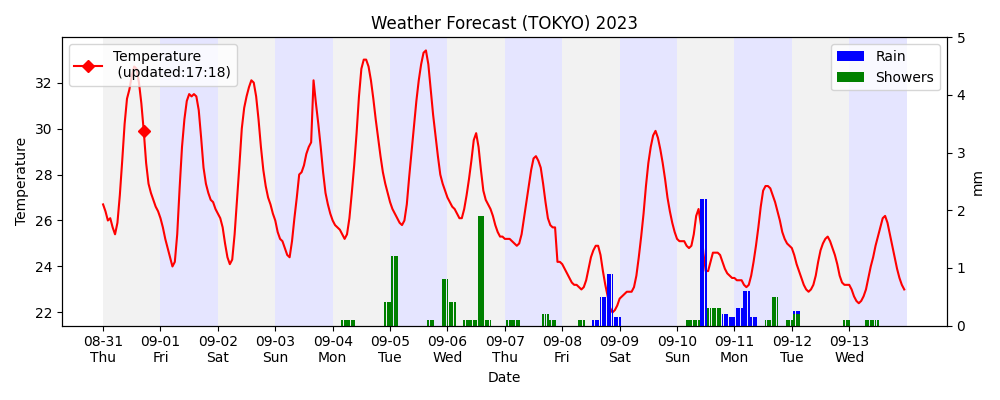 Weather Forecast (TOKYO) 2023
Temperature
(updated:17:18)
Rain
Showers
Temperature
32
30
28
26
24
22
5
4
3
2
1
0
mm
08-31 09-01 09-02 09-03 09-04 09-05 09-06 09-07 09-08 09-09 09-10 09-11 09-12 09-13
Thu Fri Sat Sun Mon Tue Wed Thu Fri Sat Sun Mon Tue Wed
Date